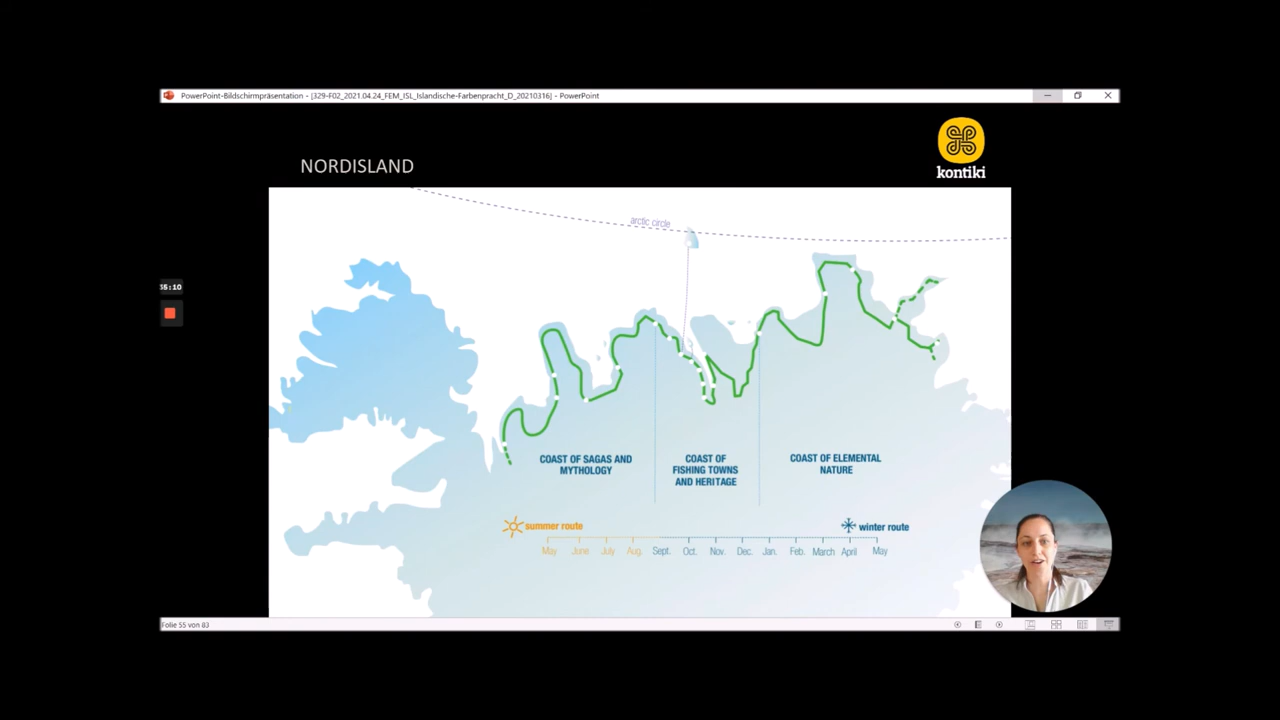 PowerPoint-Bildschirmpräsentation - [329-F02_2021.04.24_FEM_ISL_Islandische-Farbenpracht_D_20210316] - PowerPoint
NORDISLAND
kontiki
arctic circle
35:10
COAST OF SAGAS AND
MYTHOLOGY
COAST OF
FISHING TOWNS
AND HERITAGE
COAST OF ELEMENTAL
NATURE
summer route
winter route
May June July Aug. Sept. Oct. Nov. Dec. Jan. Feb. March April May
Folie 55 von 83